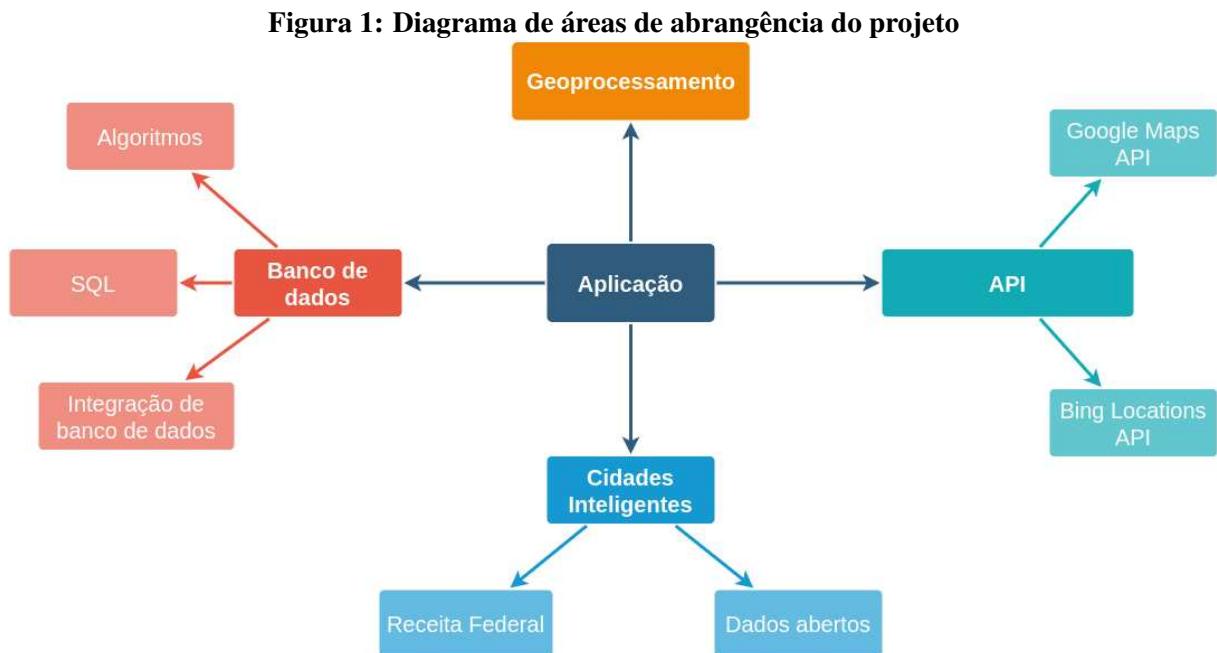 Figura 1: Diagrama de áreas de abrangência do projeto
Geoprocessamento
Algoritmos
Google Maps
API
SQL
Banco de
dados
Aplicação
API
Integração de
banco de dados
Bing Locations
API
Cidades
Inteligentes
Receita Federal
Dados abertos